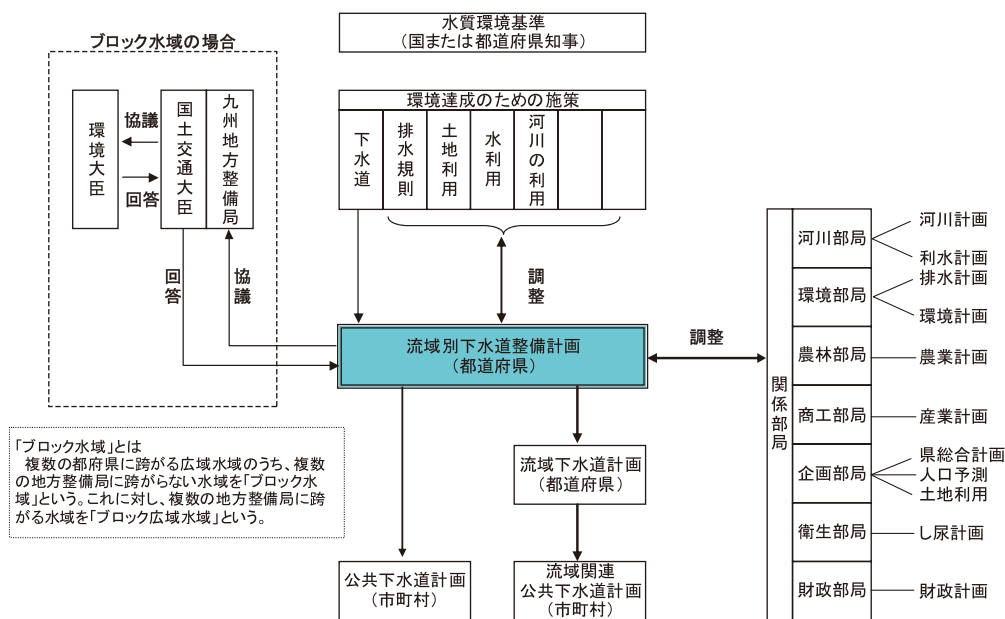 水質環境基準
(国または都道府県知事)
ブロック水域の場合
環境大臣
協議
回答
国土交通大臣
九州地方整備局
回答
協議
環境達成のための施策
下水道
排水規則
土地利用
水利用
河川の利用
調整
流域別下水道整備計画
(都道府県)
調整
関係部局
河川部局
河川計画
利水計画
環境部局
排水計画
環境計画
農林部局
農業計画
商工部局
産業計画
企画部局
県総合計画
人口予測
土地利用
衛生部局
し尿計画
財政部局
財政計画
「ブロック水域」とは
複数の都府県に跨がる広域水域のうち、複数
の地方整備局に跨がらない水域を「ブロック水
域」という。これに対し、複数の地方整備局に跨
がる水域を「ブロック広域水域」という。
流域下水道計画
(都道府県)
公共下水道計画
(市町村)
流域関連
公共下水道計画
(市町村)